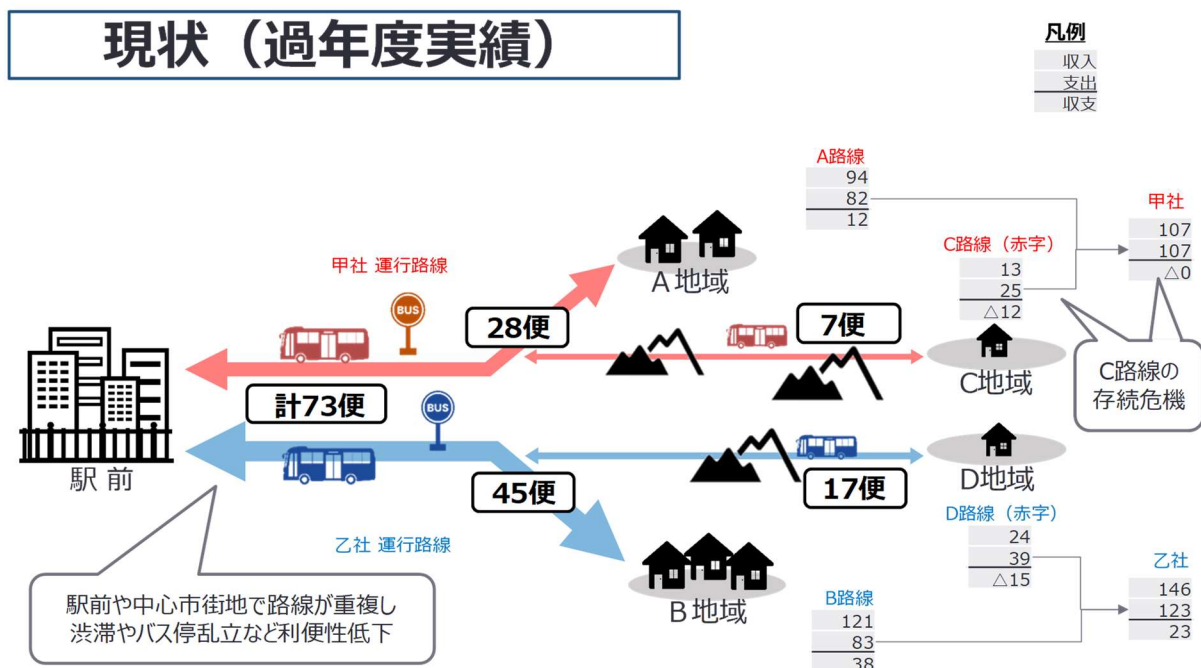 現状（過年度実績）
凡例
収入
支出
収支
A路線
94
82
12
甲社
107
107
△0
C路線（赤字）
13
25
△12
甲社 運行路線
BUS
A地域
28便
7便
C地域
C路線の
存続危機
計73便
BUS
駅 前
45便
17便
D地域
D路線（赤字）
24
39
△15
乙社 運行路線
乙社
146
123
23
B地域
B路線
121
83
38
駅前や中心市街地で路線が重複し
渋滞やバス停乱立など利便性低下